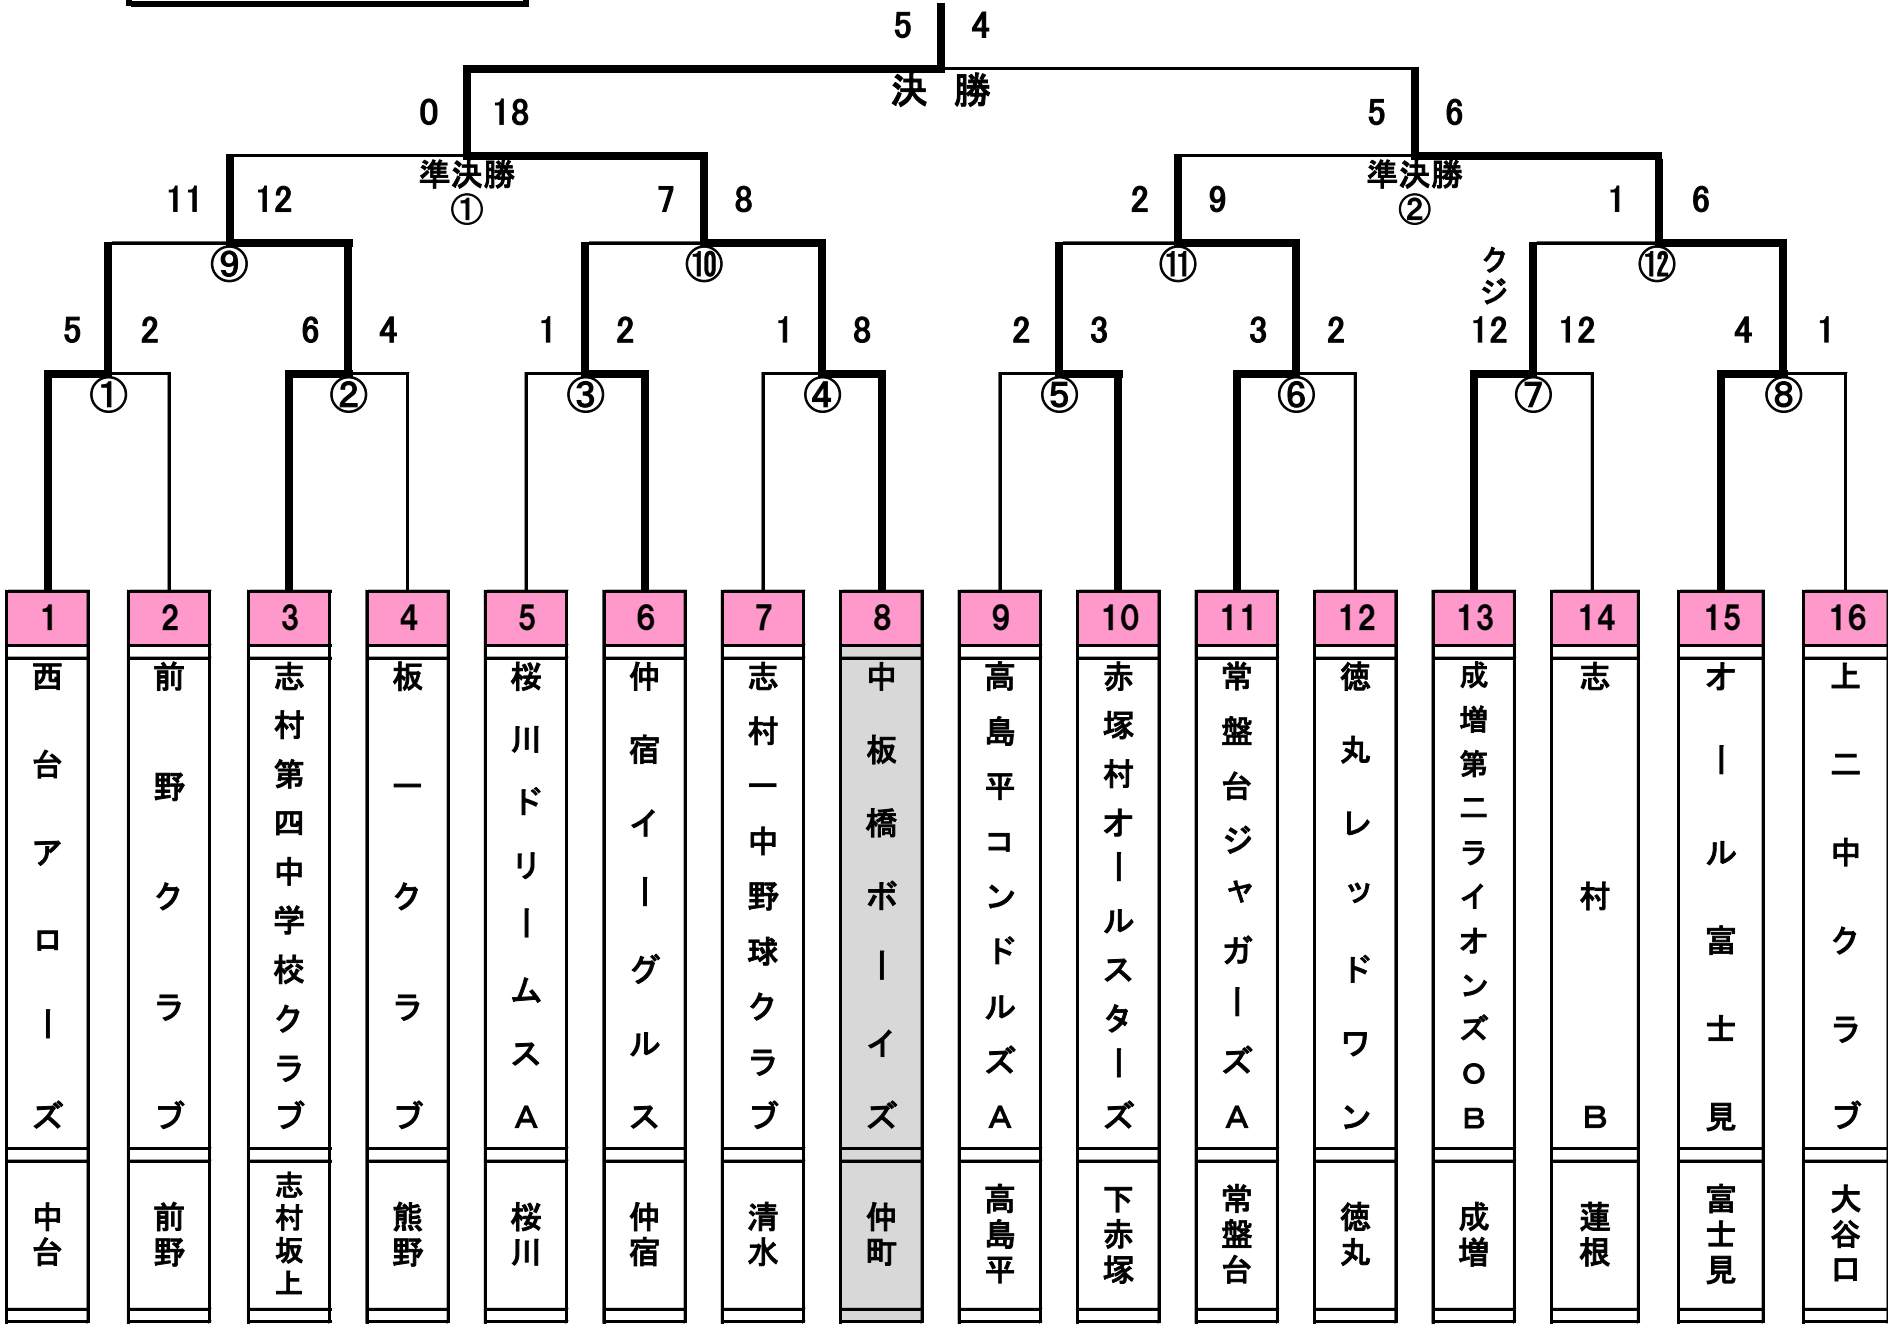 5 4
決 勝
0 18 5 6
準決勝 準決勝
① ②
11 12 7 8 2 9 1 6
⑨ ⑩ ⑪ ⑫
クジ
5 2 6 4 1 2 1 8 2 3 3 2 12 12 4 1
① ② ③ ④ ⑤ ⑥ ⑦ ⑧
1 2 3 4 5 6 7 8 9 10 11 12 13 14 15 16
西台アローズ
前野クラブ
志村第四中学校クラブ
板一クラブ
桜川ドリームスA
仲宿イーグルス
志村一中野球クラブ
中板橋ボーイズ
高島平コンドルズA
赤塚村オールスターズ
常盤台ジャガーズA
徳丸レッドワン
成増第二ライオンズOB
志村B
オール富士見
上二中クラブ
中台
前野
志村坂上
熊野
桜川
仲宿
清水
仲町
高島平
下赤塚
常盤台
徳丸
成増
蓮根
富士見
大谷口